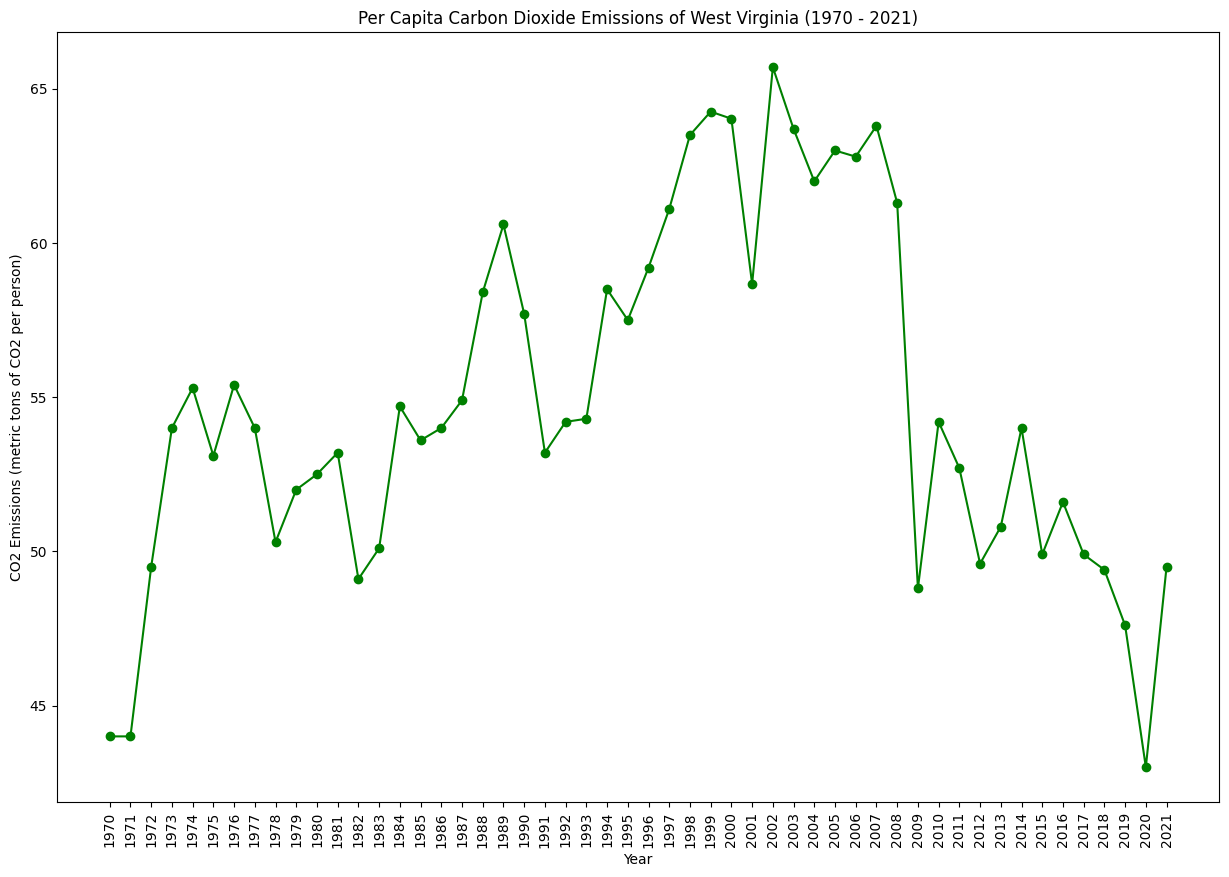 Per Capita Carbon Dioxide Emissions of West Virginia (1970 - 2021)
CO2 Emissions (metric tons of CO2 per person)
65
60
55
50
45
1970 1971 1972 1973 1974 1975 1976 1977 1978 1979 1980 1981 1982 1983 1984 1985 1986 1987 1988 1989 1990 1991 1992 1993 1994 1995 1996 1997 1998 1999 2000 2001 2002 2003 2004 2005 2006 2007 2008 2009 2010 2011 2012 2013 2014 2015 2016 2017 2018 2019 2020 2021
Year